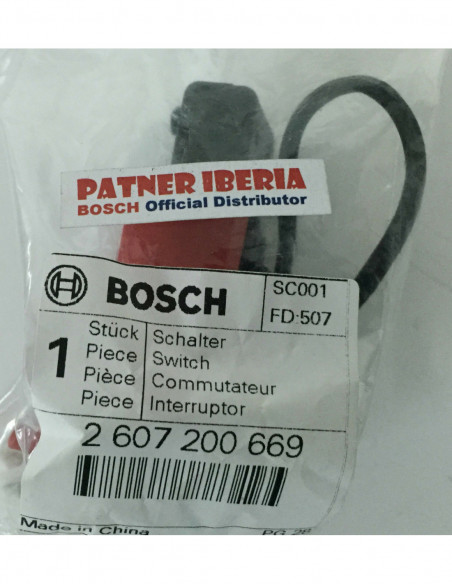 PATNER IBERIA
BOSCH Official Distributor
BOSCH
SC001
FD-507
1
Stück
Piece
Pièce
Piece
Schalter
Switch
Commutateur
Interruptor
2 607 200 669
Made in China
PG